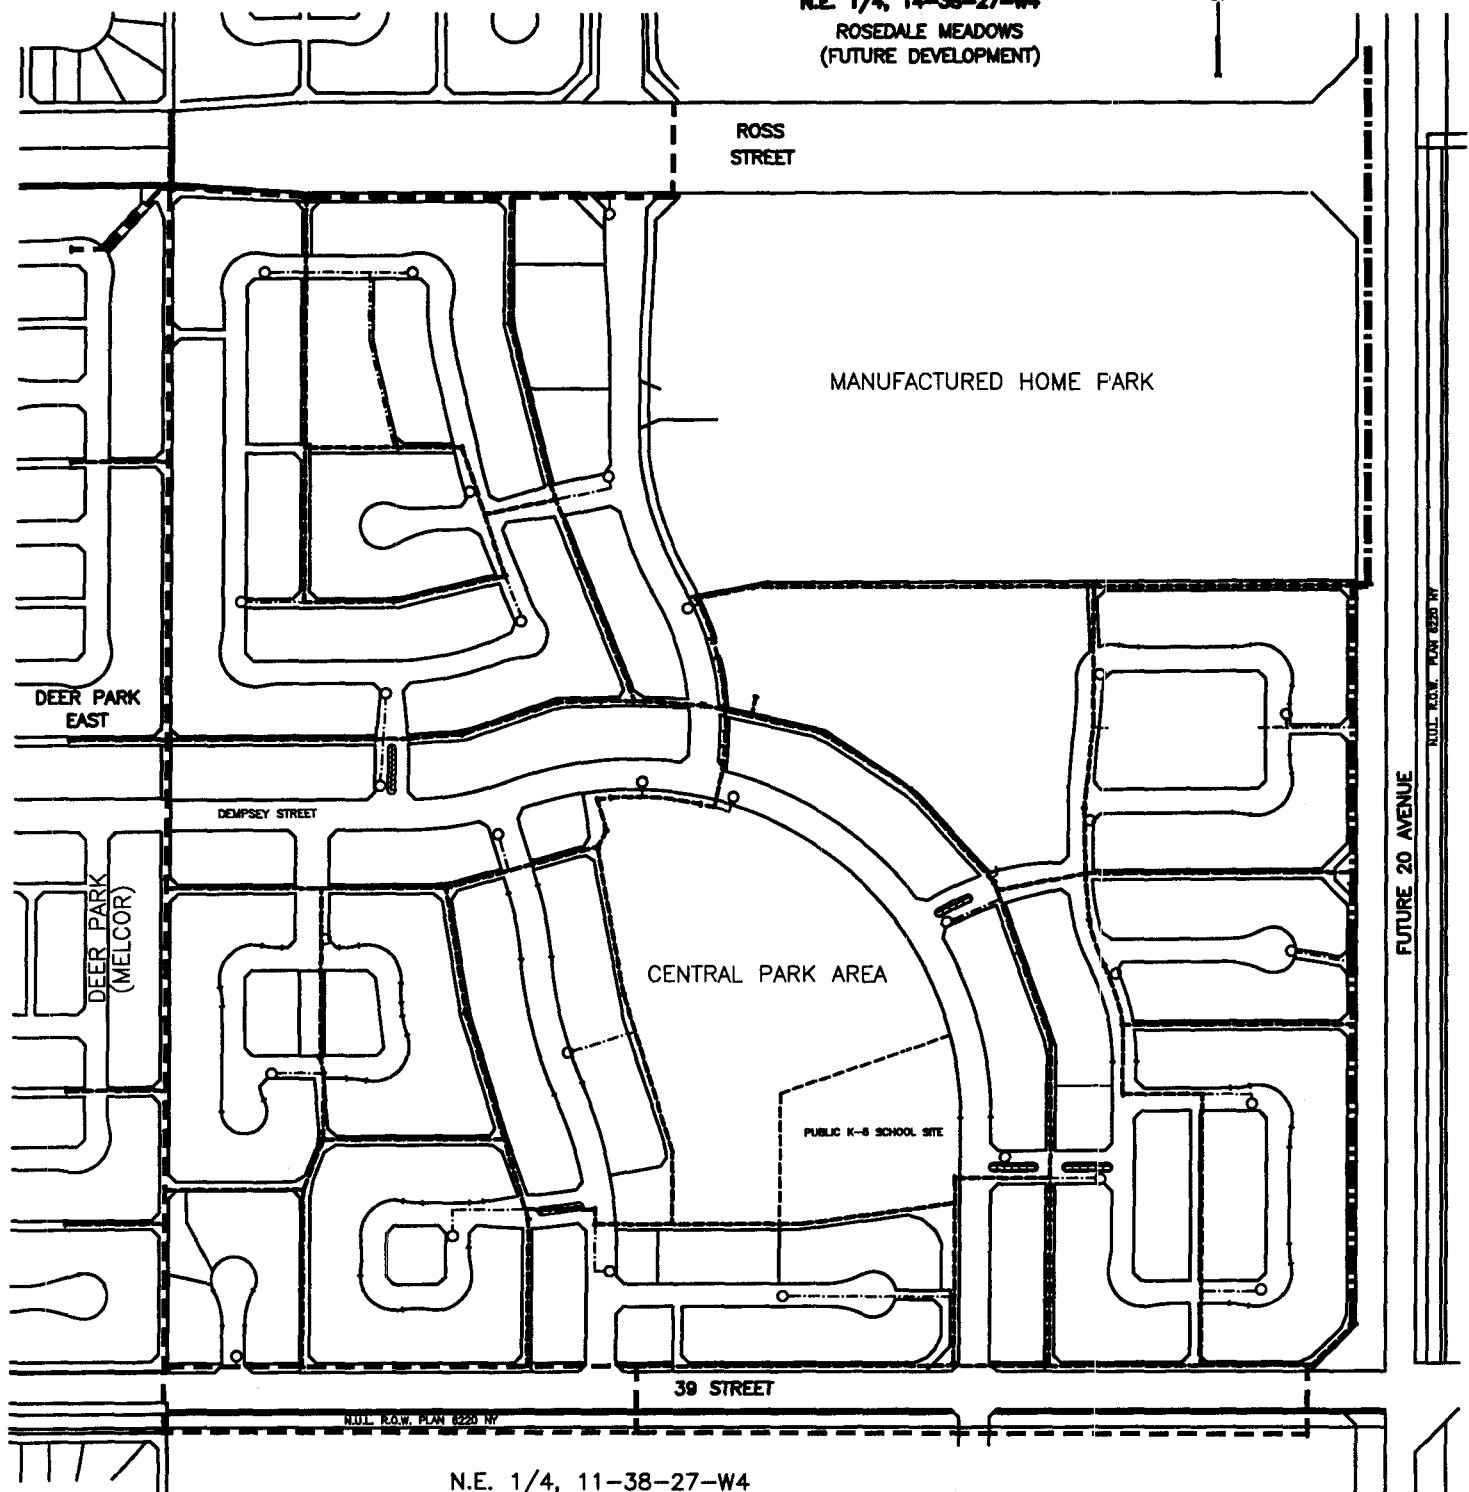 N.E. 1/4, 14-38-27-W4
ROSEDALE MEADOWS
(FUTURE DEVELOPMENT)
ROSS
STREET
MANUFACTURED HOME PARK
N.U.L. R.O.W. PLAN 6220 NY
DEER PARK
EAST
FUTURE 20 AVENUE
DEMPSEY STREET
DEER PARK
(MELCOR)
CENTRAL PARK AREA
PUBLIC K-8 SCHOOL SITE
39 STREET
N.U.L. R.O.W. PLAN 6220 NY
N.E. 1/4, 11-38-27-W4